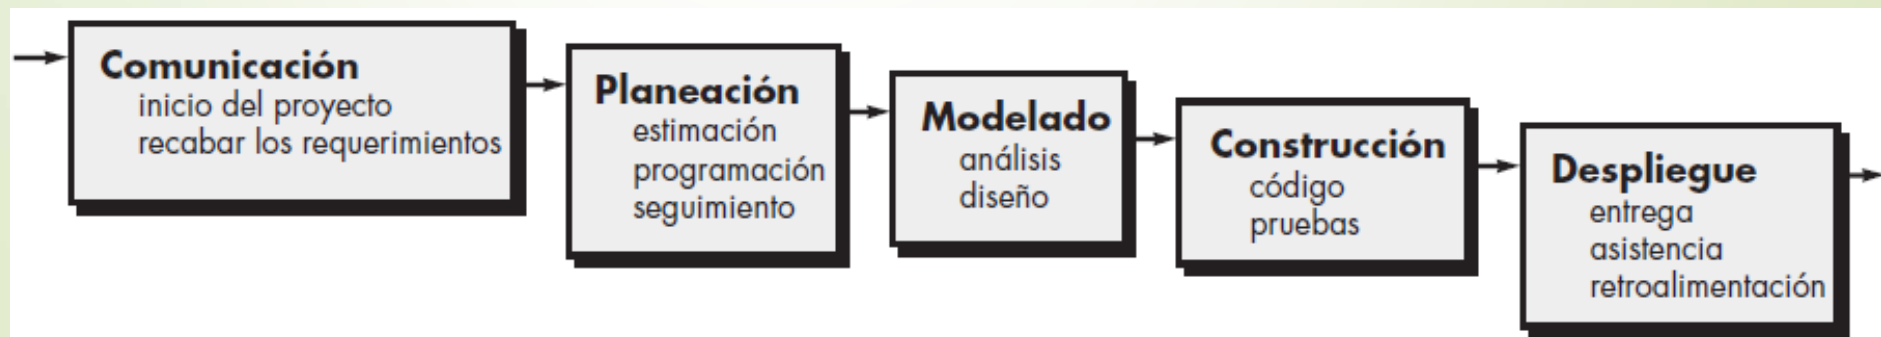 Comunicación
inicio del proyecto
recabar los requerimientos
Planeación
estimación
programación
seguimiento
Modelado
análisis
diseño
Construcción
código
pruebas
Despliegue
entrega
asistencia
retroalimentación